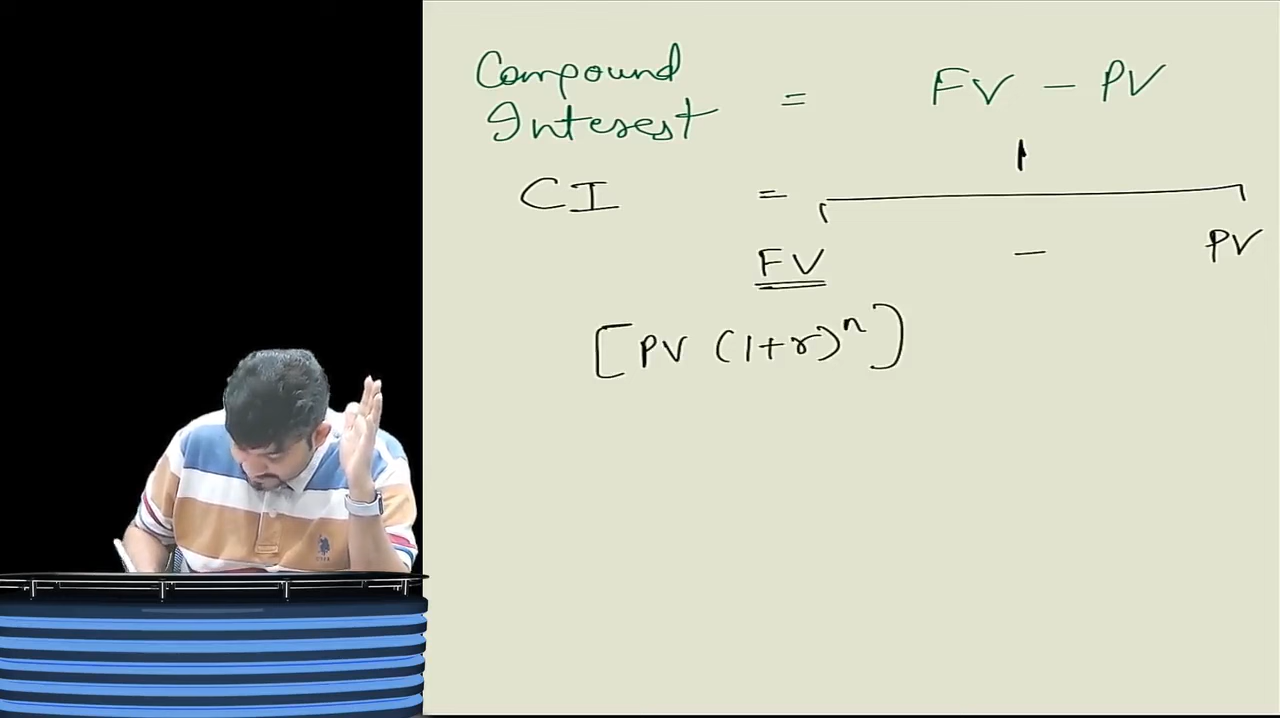 Compound
Interest = FV - PV
CI =
FV - PV
[PV (1+r)^n]